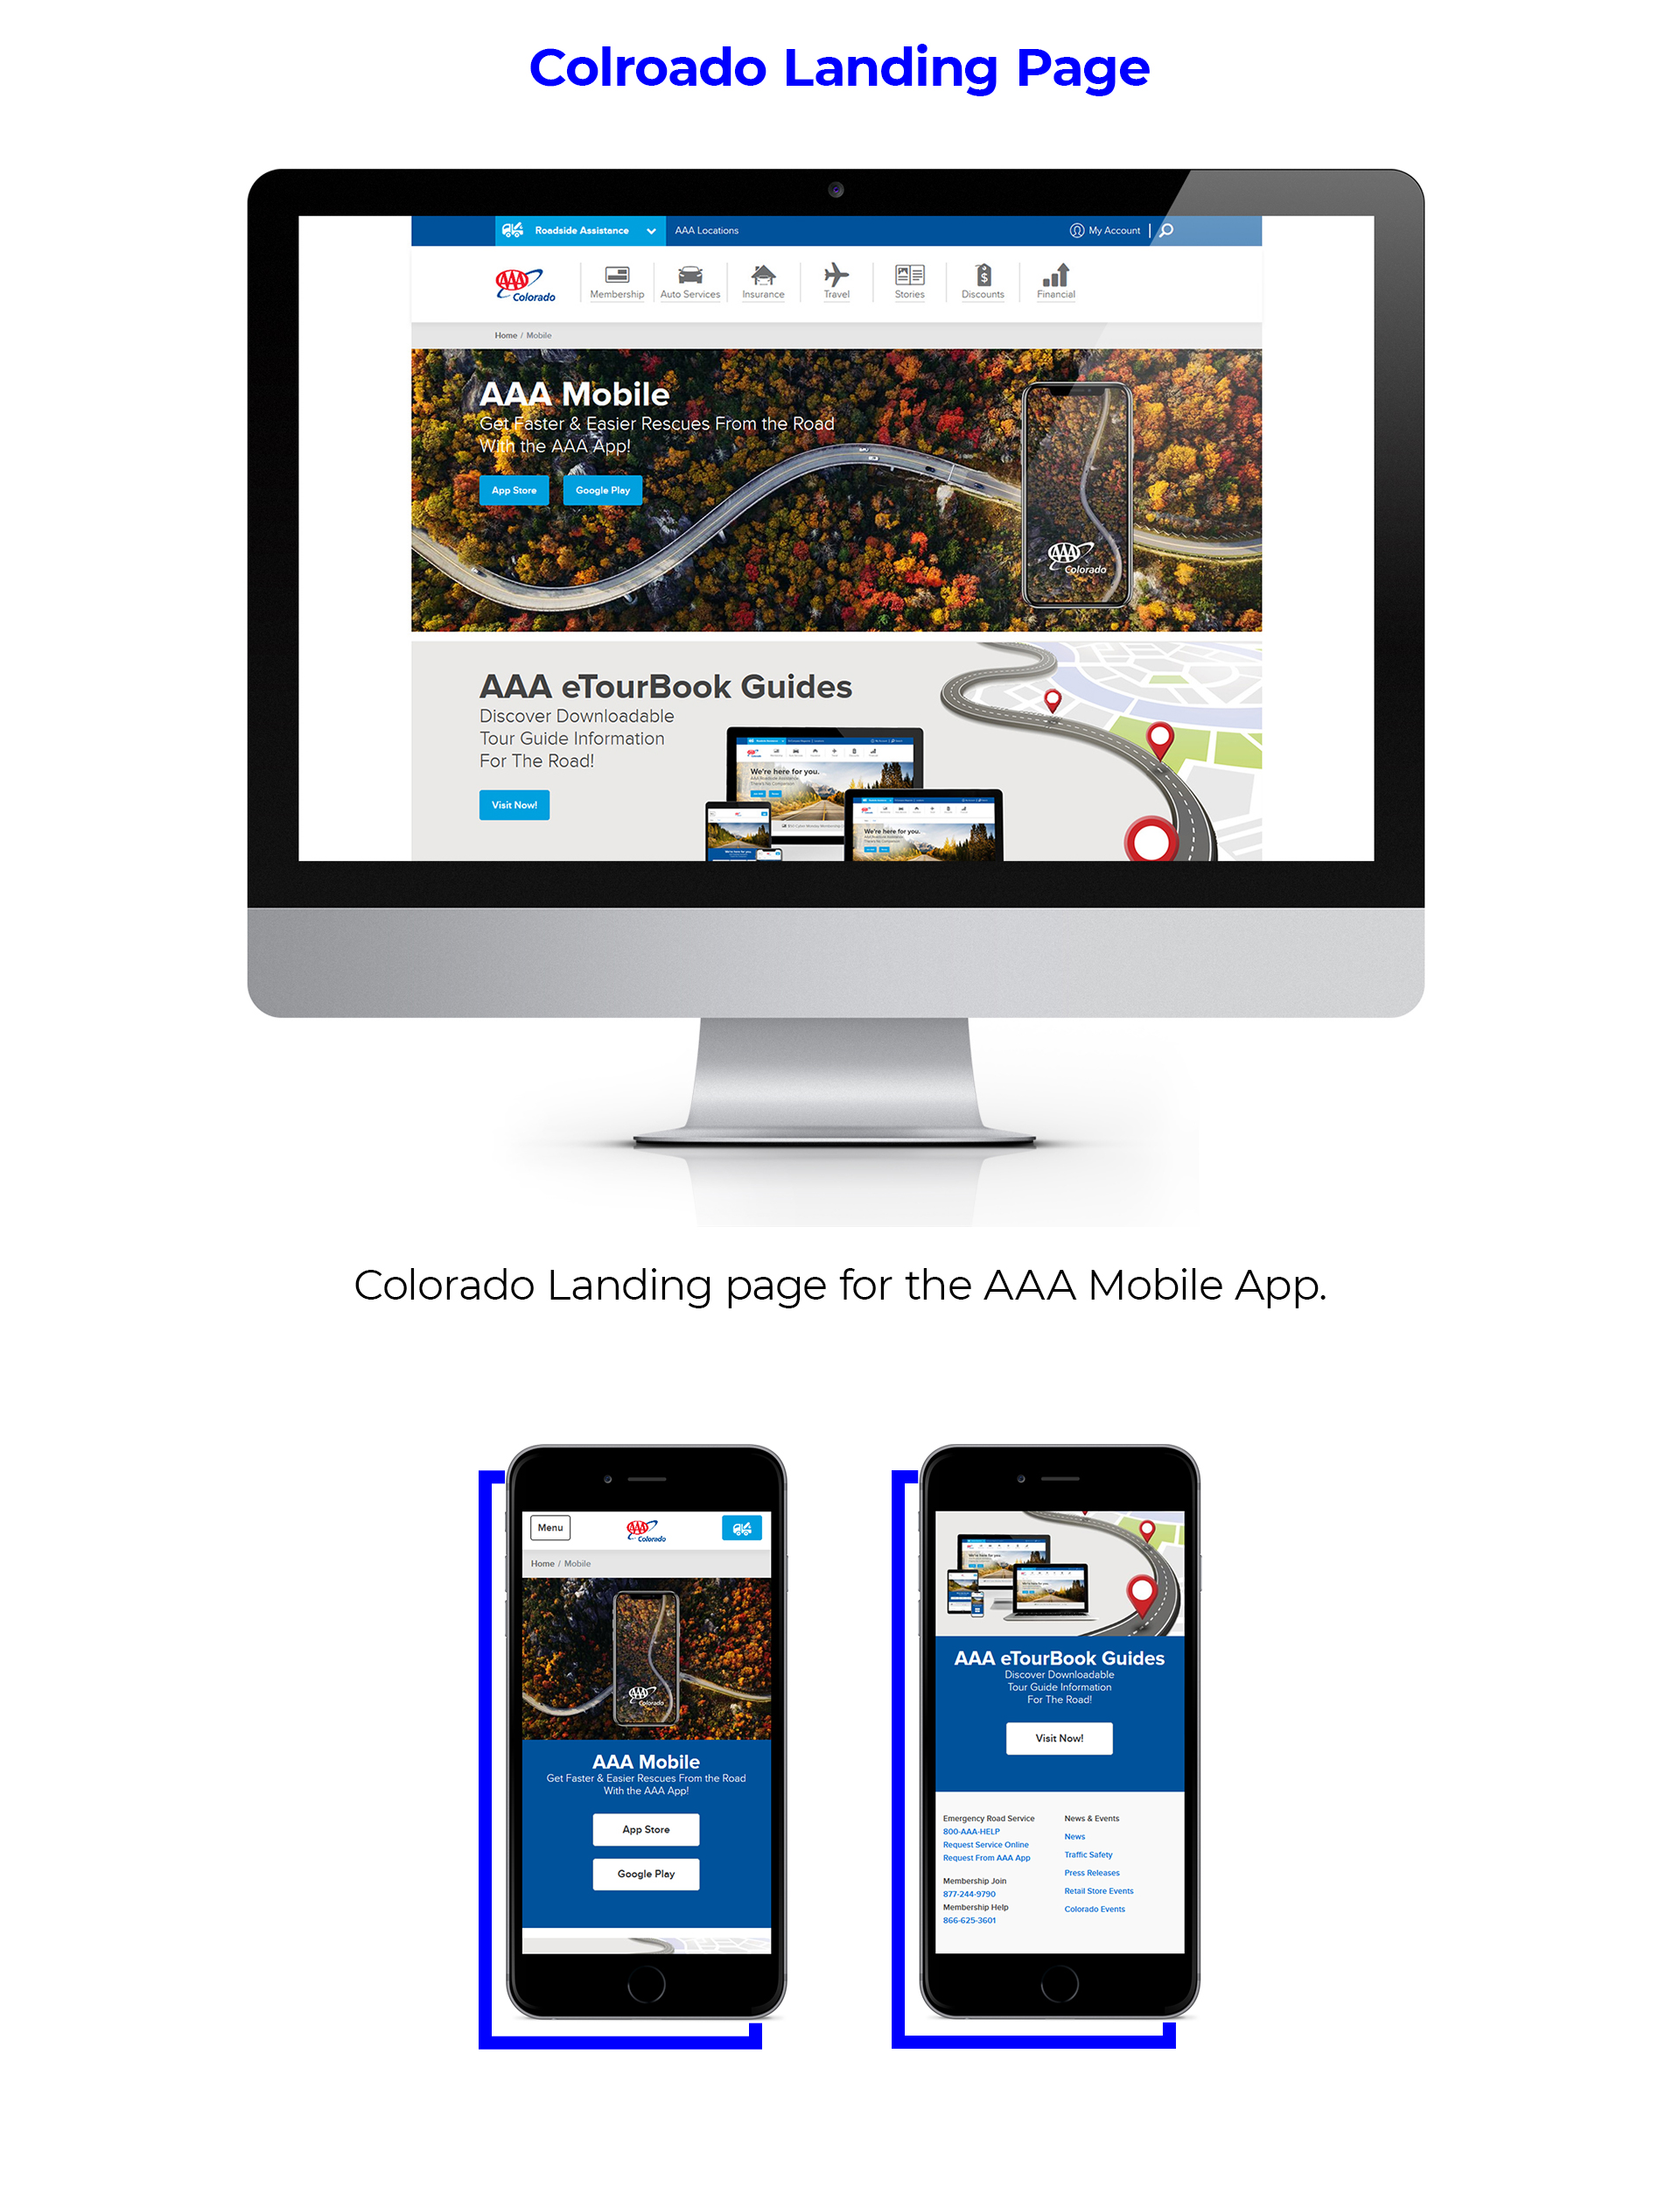 Colroado Landing Page
Roadside Assistance
AAA Locations
My Account
AAA Colorado
Membership
Auto Services
Insurance
Travel
Stories
Discounts
Financial
Home / Mobile
AAA Mobile
Get Faster & Easier Rescues From the Road
With the AAA App!
App Store
Google Play
AAA
Colorado
AAA eTourBook Guides
Discover Downloadable
Tour Guide Information
For The Road!
Visit Now!
We're here for you.
We're here for you.
Colorado Landing page for the AAA Mobile App.
Menu
AAA
Colorado
Home / Mobile
AAA
Colorado
AAA Mobile
Get Faster & Easier Rescues From the Road
With the AAA App!
App Store
Google Play
AAA eTourBook Guides
Discover Downloadable
Tour Guide Information
For The Road!
Visit Now!
Emergency Road Service
800-AAA-HELP
Request Service Online
Request From AAA App
Membership Join
877-244-9790
Membership Help
866-625-3601
News & Events
News
Traffic Safety
Press Releases
Retail Store Events
Colorado Events